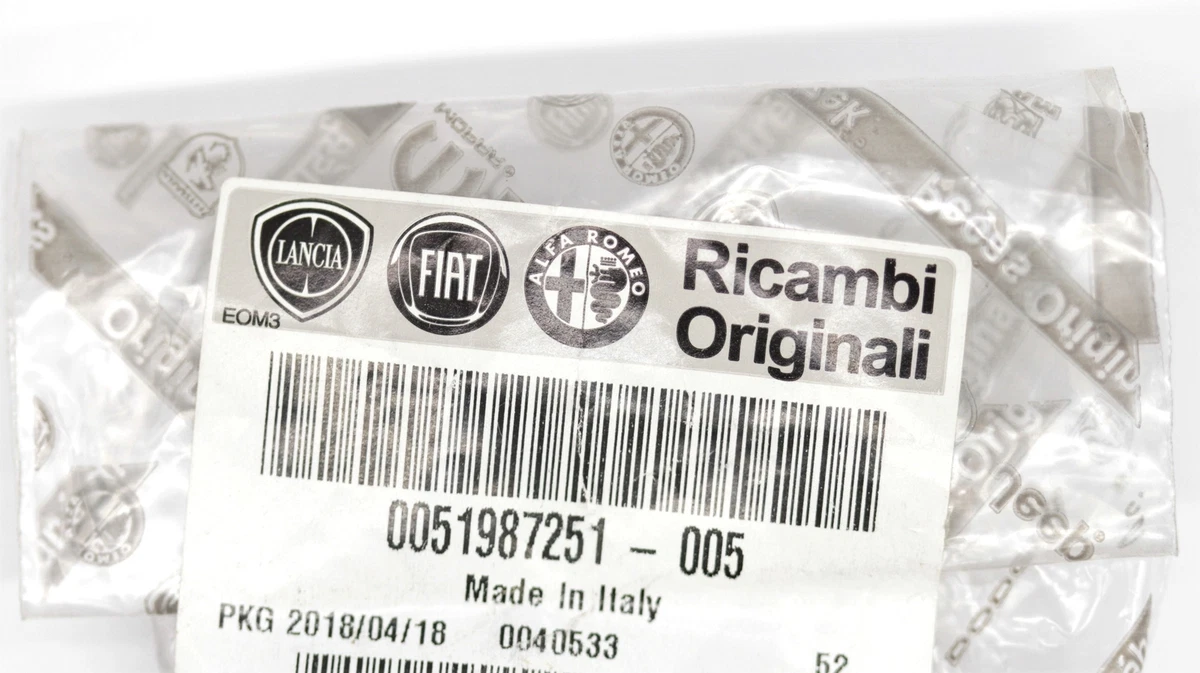 LANCIA
FIAT
ALFA ROMEO
Ricambi
Originali
EOM3
0051987251 - 005
Made In Italy
PKG 2018/04/18 0040533
52